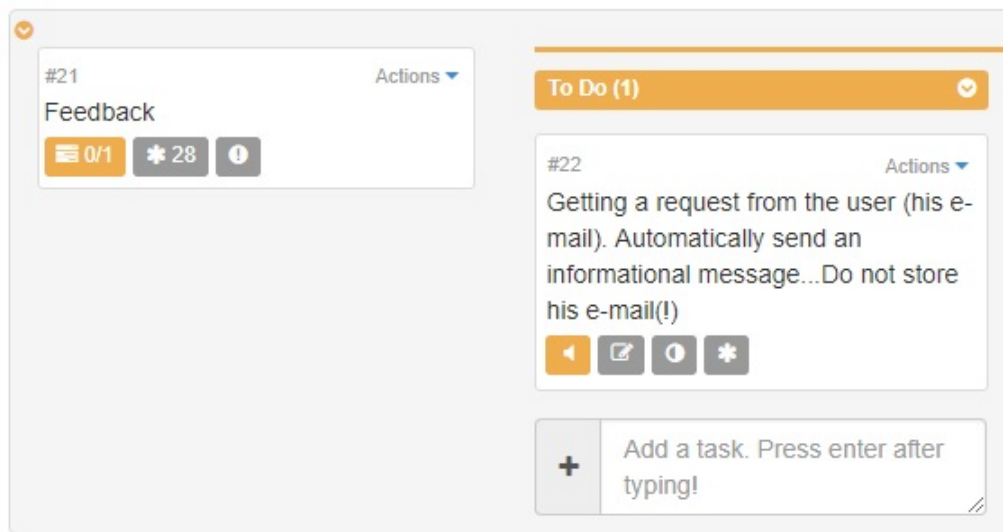 #21 Actions
Feedback
0/1 28
To Do (1)
#22 Actions
Getting a request from the user (his e-
mail). Automatically send an
informational message...Do not store
his e-mail(!)
Add a task. Press enter after
typing!